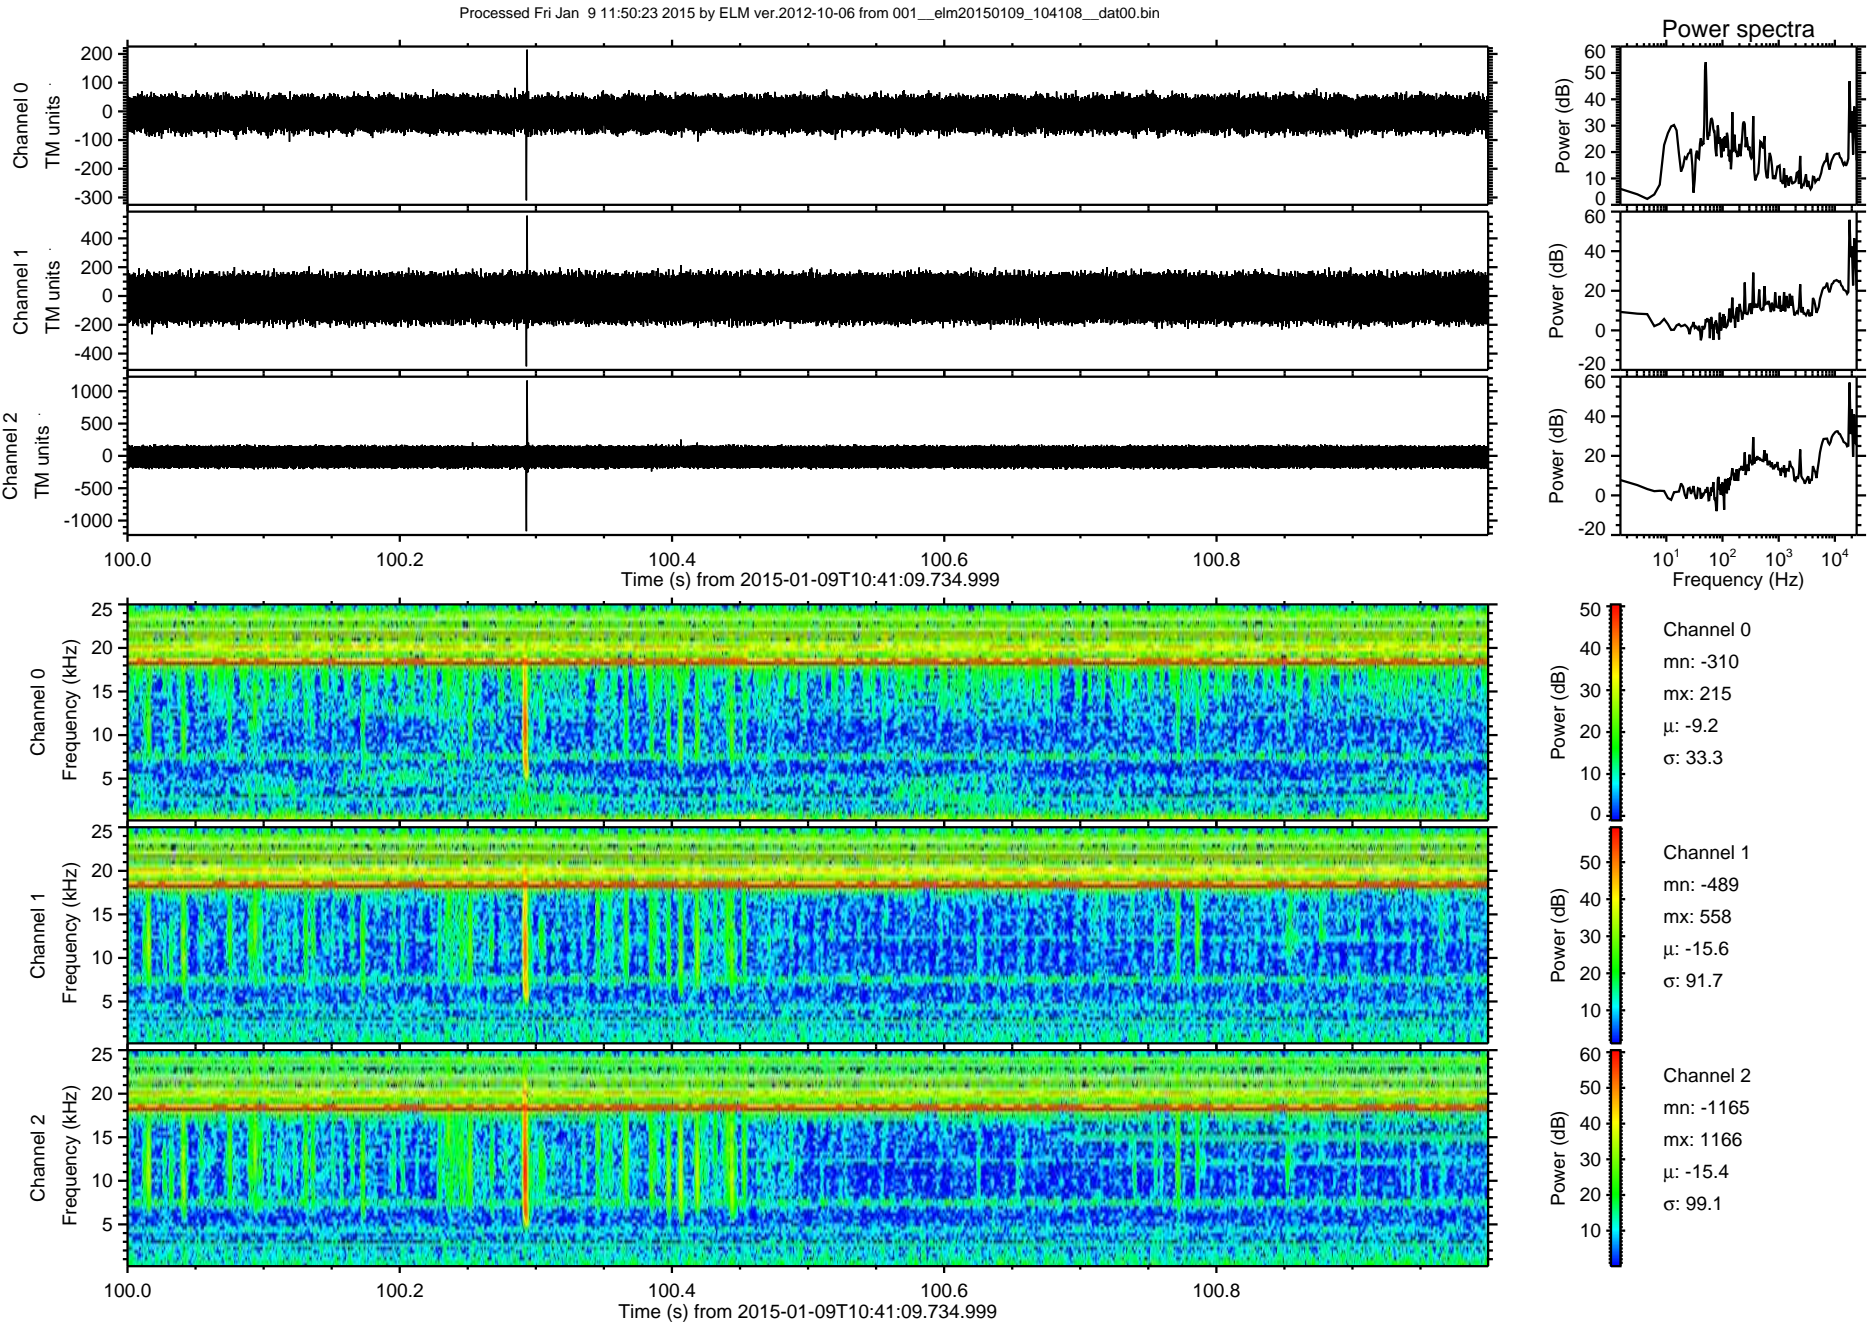 Processed Fri Jan  9 11:50:23 2015 by ELM ver.2012-10-06 from 001__elm20150109_104108__dat00.bin
Power spectra
Channel 0
TM units
200
100
0
-100
-200
-300
Power (dB)
60
50
40
30
20
10
0
Channel 1
TM units
400
200
0
-200
-400
Power (dB)
60
40
20
0
-20
Channel 2
TM units
1000
500
0
-500
-1000
Power (dB)
60
40
20
0
-20
100.0 100.2 100.4 100.6 100.8
Time (s) from 2015-01-09T10:41:09.734.999
10¹ 10² 10³ 10⁴
Frequency (Hz)
Channel 0
Frequency (kHz)
25
20
15
10
5
Power (dB)
50
40
30
20
10
0
Channel 0
mn: -310
mx: 215
μ: -9.2
σ: 33.3
Channel 1
Frequency (kHz)
25
20
15
10
5
Power (dB)
50
40
30
20
10
Channel 1
mn: -489
mx: 558
μ: -15.6
σ: 91.7
Channel 2
Frequency (kHz)
25
20
15
10
5
Power (dB)
60
50
40
30
20
10
Channel 2
mn: -1165
mx: 1166
μ: -15.4
σ: 99.1
100.0 100.2 100.4 100.6 100.8
Time (s) from 2015-01-09T10:41:09.734.999